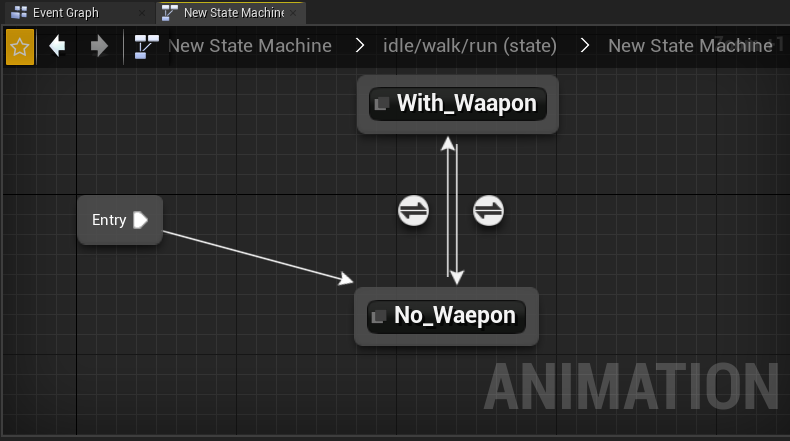 Event Graph
New State Machine
New State Machine > idle/walk/run (state) > New State Machine
With_Waapon
Entry
No_Waepon
ANIMATION